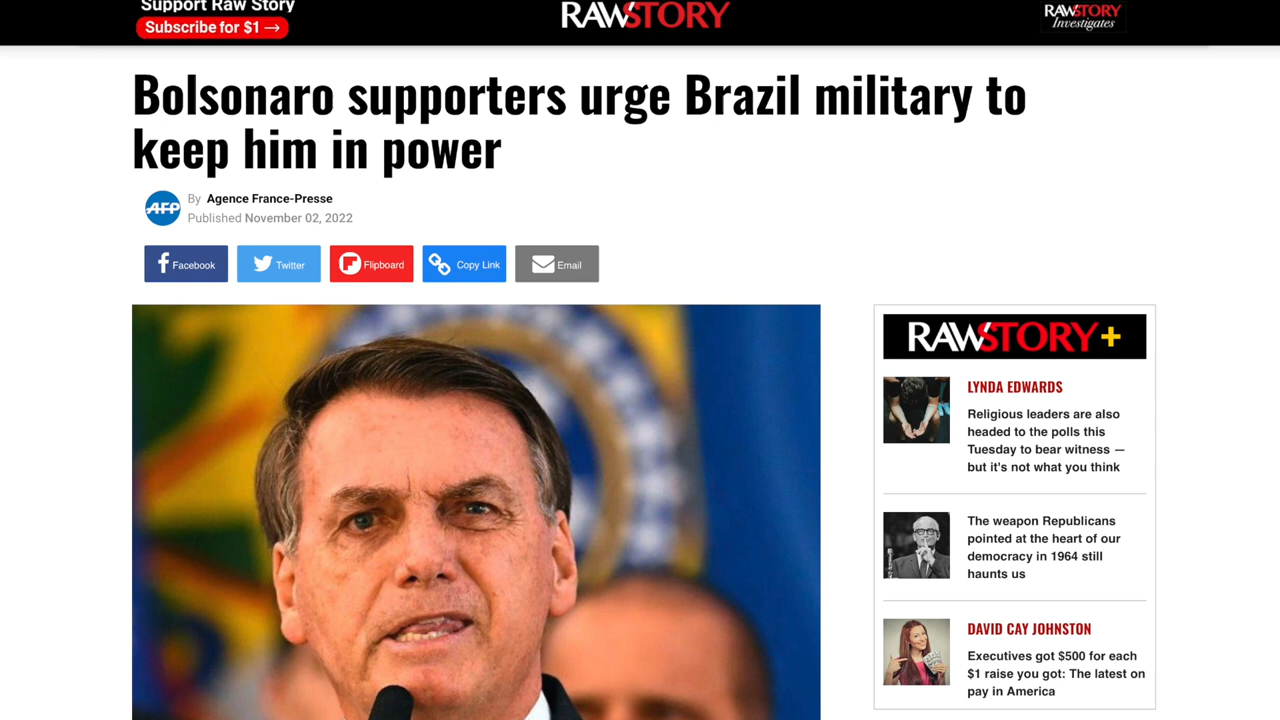 Support Raw Story
Subscribe for $1 →
RAWSTORY
RAWSTORY
Investigates
Bolsonaro supporters urge Brazil military to
keep him in power
AFP
By Agence France-Presse
Published November 02, 2022
Facebook
Twitter
Flipboard
Copy Link
Email
RAWSTORY+
LYNDA EDWARDS
Religious leaders are also
headed to the polls this
Tuesday to bear witness —
but it's not what you think
The weapon Republicans
pointed at the heart of our
democracy in 1964 still
haunts us
DAVID CAY JOHNSTON
Executives got $500 for each
$1 raise you got: The latest on
pay in America